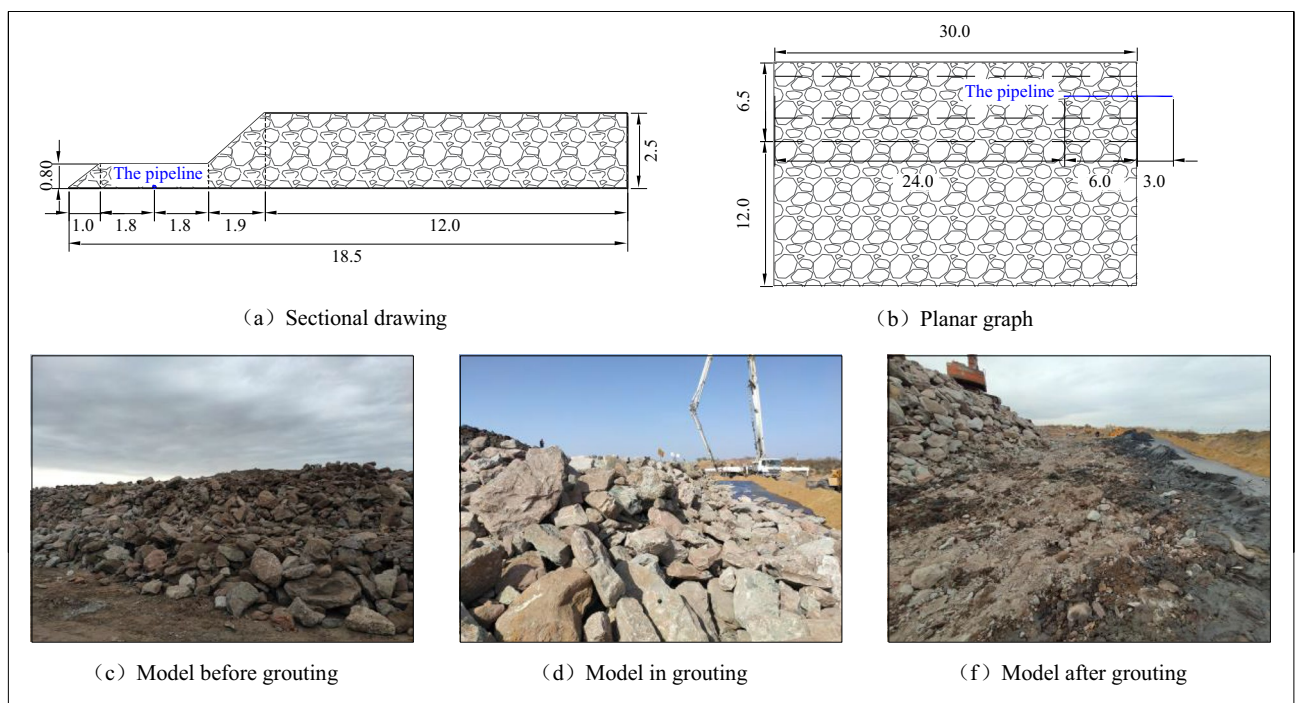 30.0
The pipeline
6.5
24.0
6.0
3.0
12.0
0.80
The pipeline
2.5
1.0
1.8
1.8
1.9
12.0
18.5
（a）Sectional drawing
（b）Planar graph
（c）Model before grouting
（d）Model in grouting
（f）Model after grouting